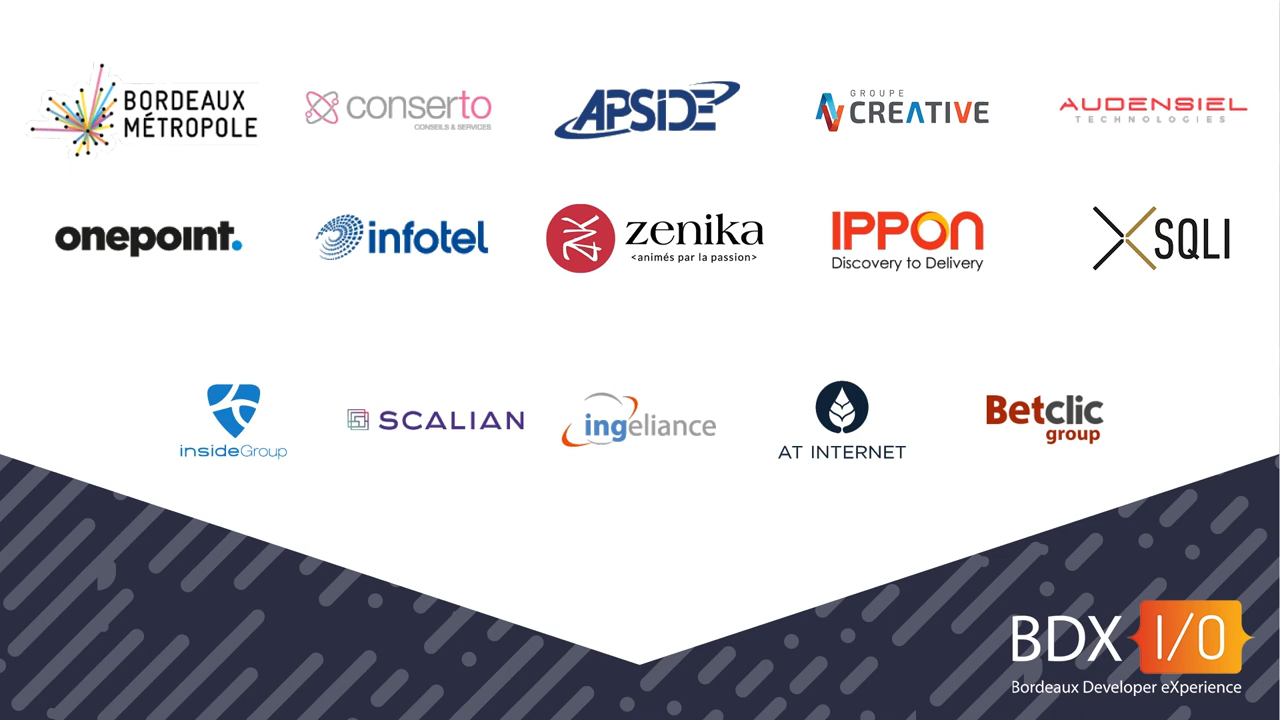 BORDEAUX
MÉTROPOLE
conserto
CONSEILS & SERVICES
APSIDE
GROUPE
CREATIVE
AUDENSIEL
TECHNOLOGIES
onepoint.
infotel
zenika
<animés par la passion>
IPPON
Discovery to Delivery
SQLI
insideGroup
SCALIAN
ingeliance
AT INTERNET
Betclic
group
BDX I/O
Bordeaux Developer eXperience